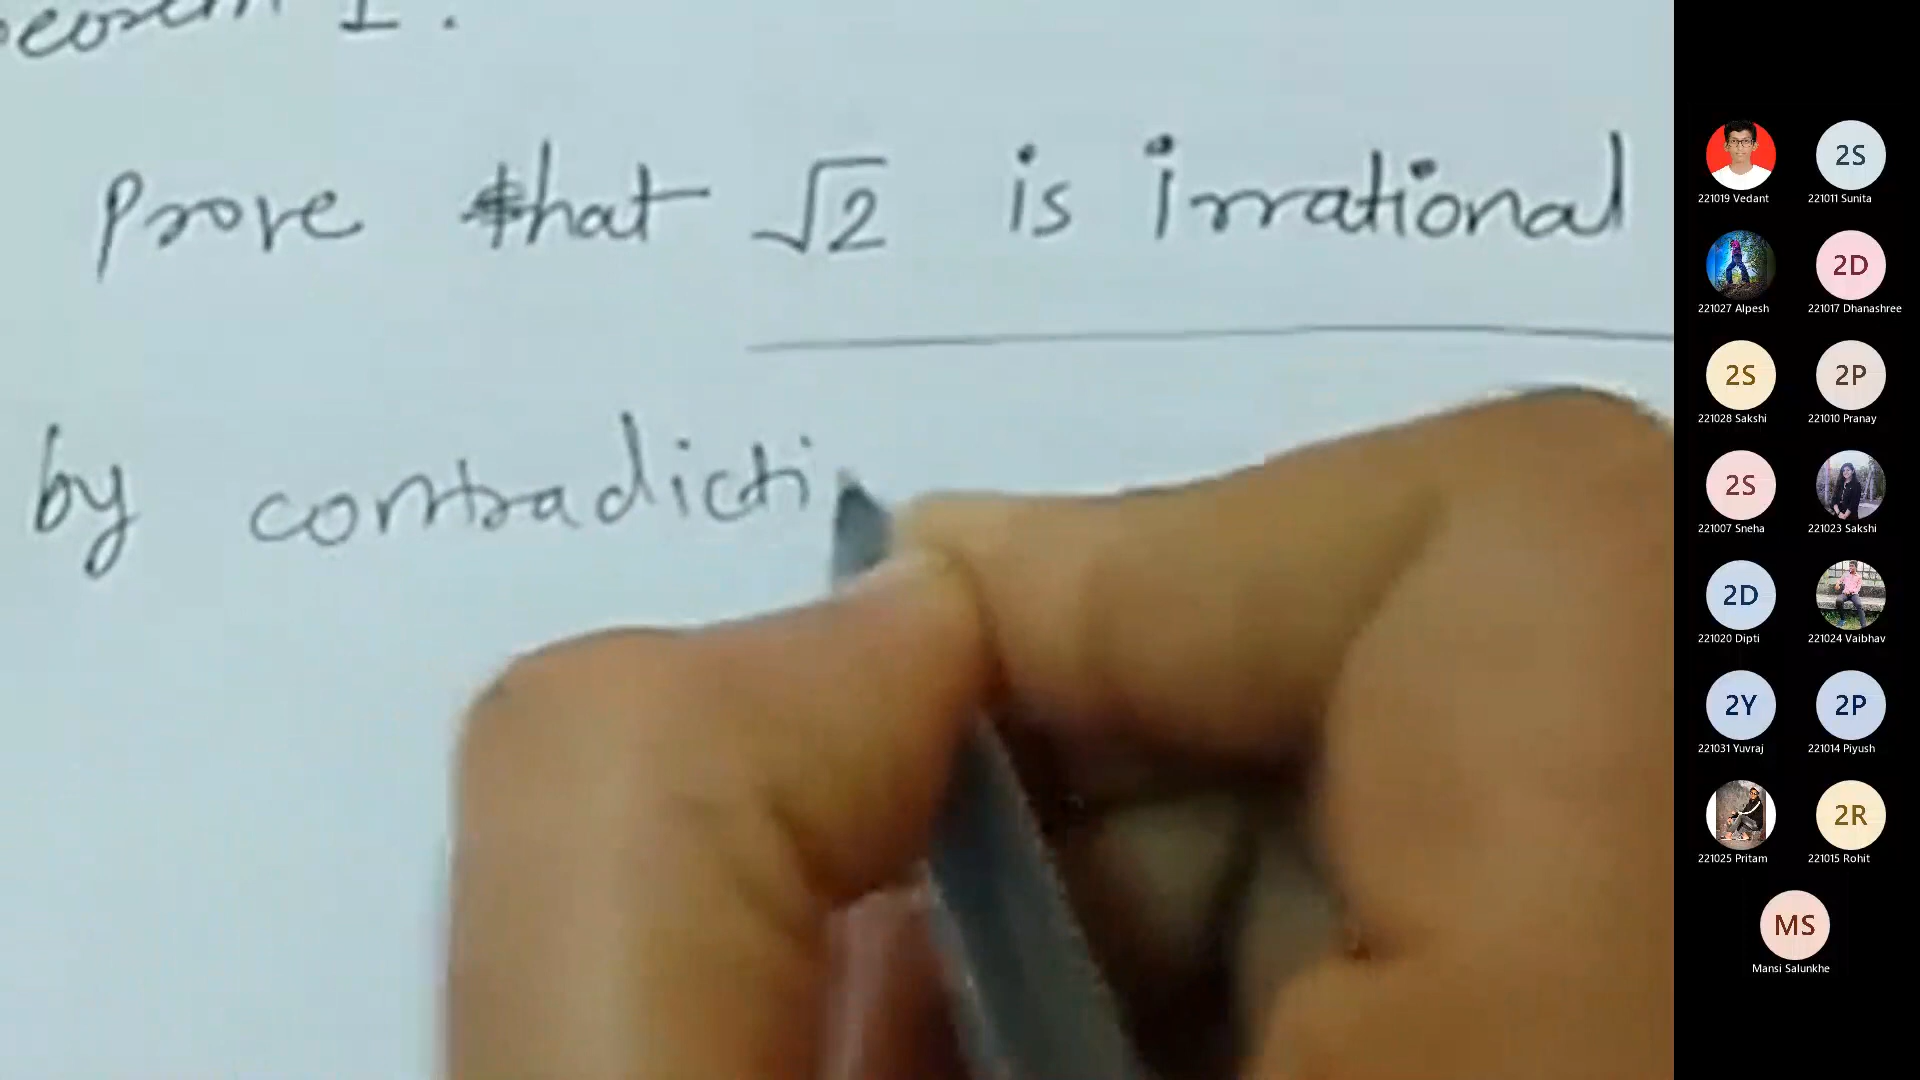 Prove that √2 is irrational
by contradicti
221019 Vedant
2S
221011 Sunita
221027 Alpesh
2D
221017 Dhanashree
2S
221028 Sakshi
2P
221010 Pranay
2S
221007 Sneha
221023 Sakshi
2D
221020 Dipti
221024 Vaibhav
2Y
221031 Yuvraj
2P
221014 Piyush
221025 Pritam
2R
221015 Rohit
MS
Mansi Salunkhe